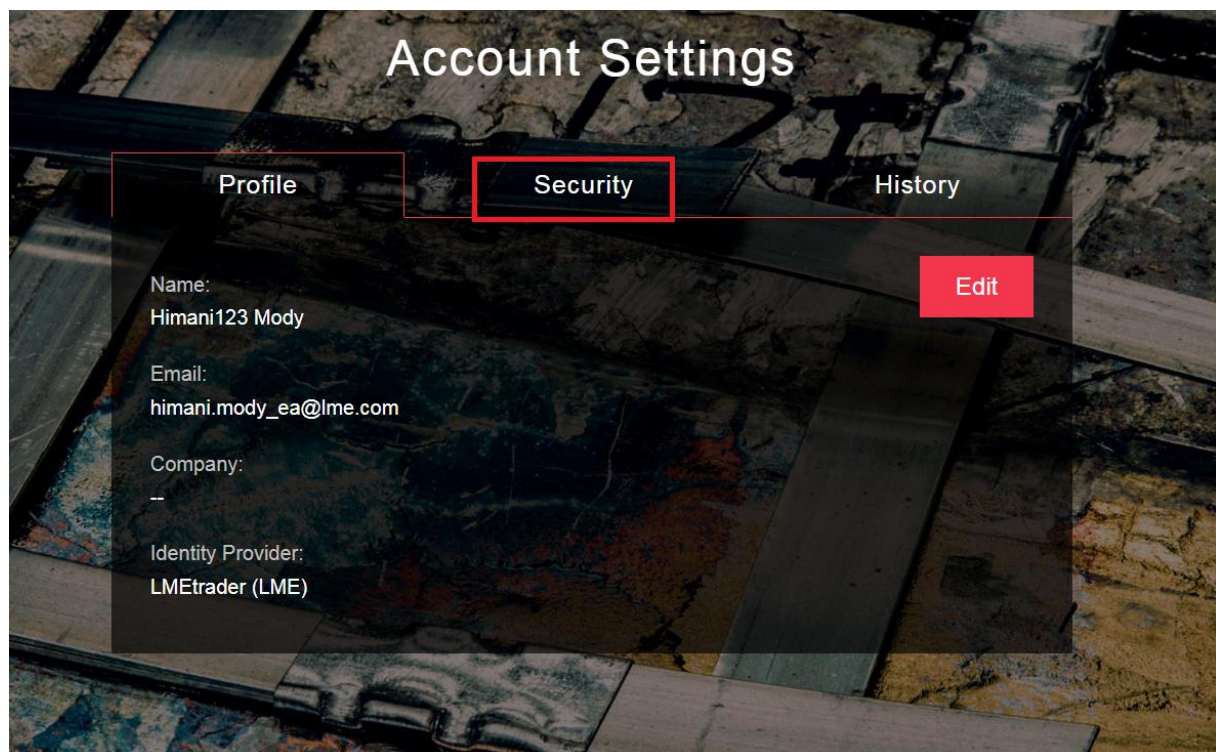 Account Settings
Profile
Security
History
Edit
Name:
Himani123 Mody
Email:
himani.mody_ea@lme.com
Company:
--
Identity Provider:
LMEtrader (LME)